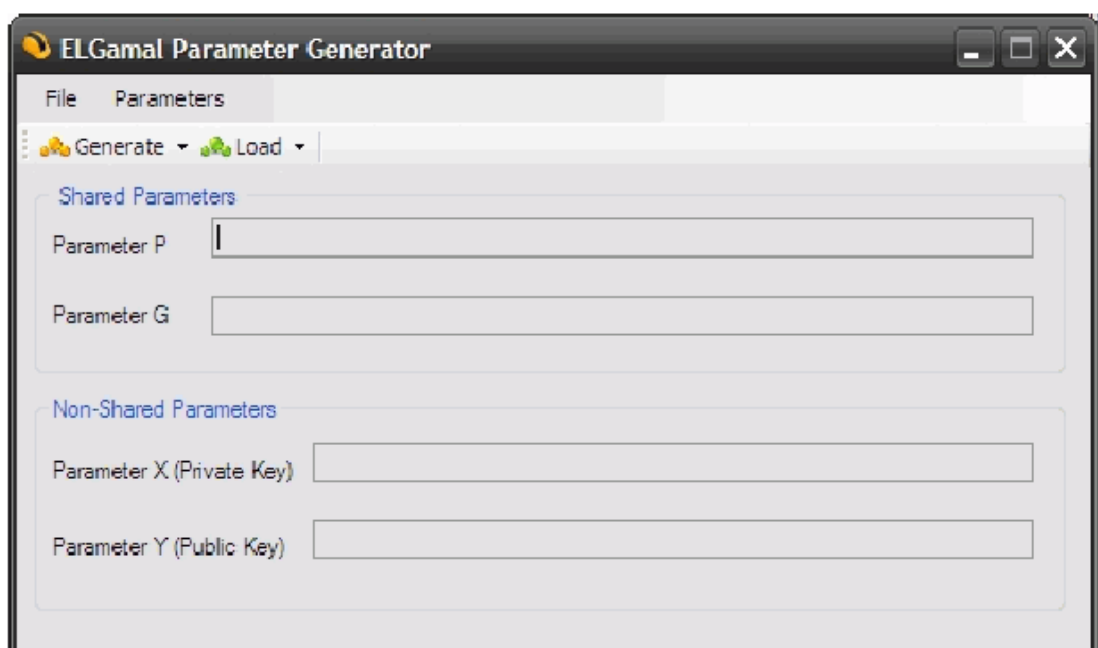 ELGamal Parameter Generator
File Parameters
Generate Load
Shared Parameters
Parameter P
Parameter G
Non-Shared Parameters
Parameter X (Private Key)
Parameter Y (Public Key)